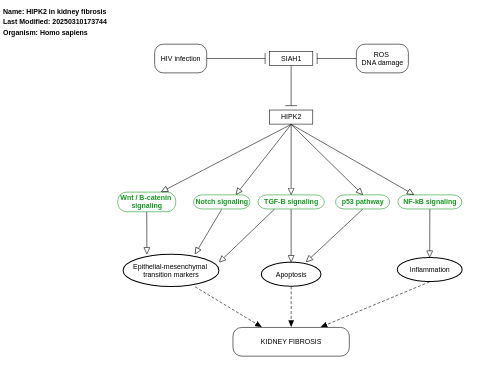 Name: HIPK2 in kidney fibrosis
Last Modified: 20250310173744
Organism: Homo sapiens
HIV infection
SIAH1
ROS
DNA damage
HIPK2
Wnt / B-catenin
signaling
Notch signaling
TGF-B signaling
p53 pathway
NF-kB signaling
Epithelial-mesenchymal
transition markers
Apoptosis
Inflammation
KIDNEY FIBROSIS